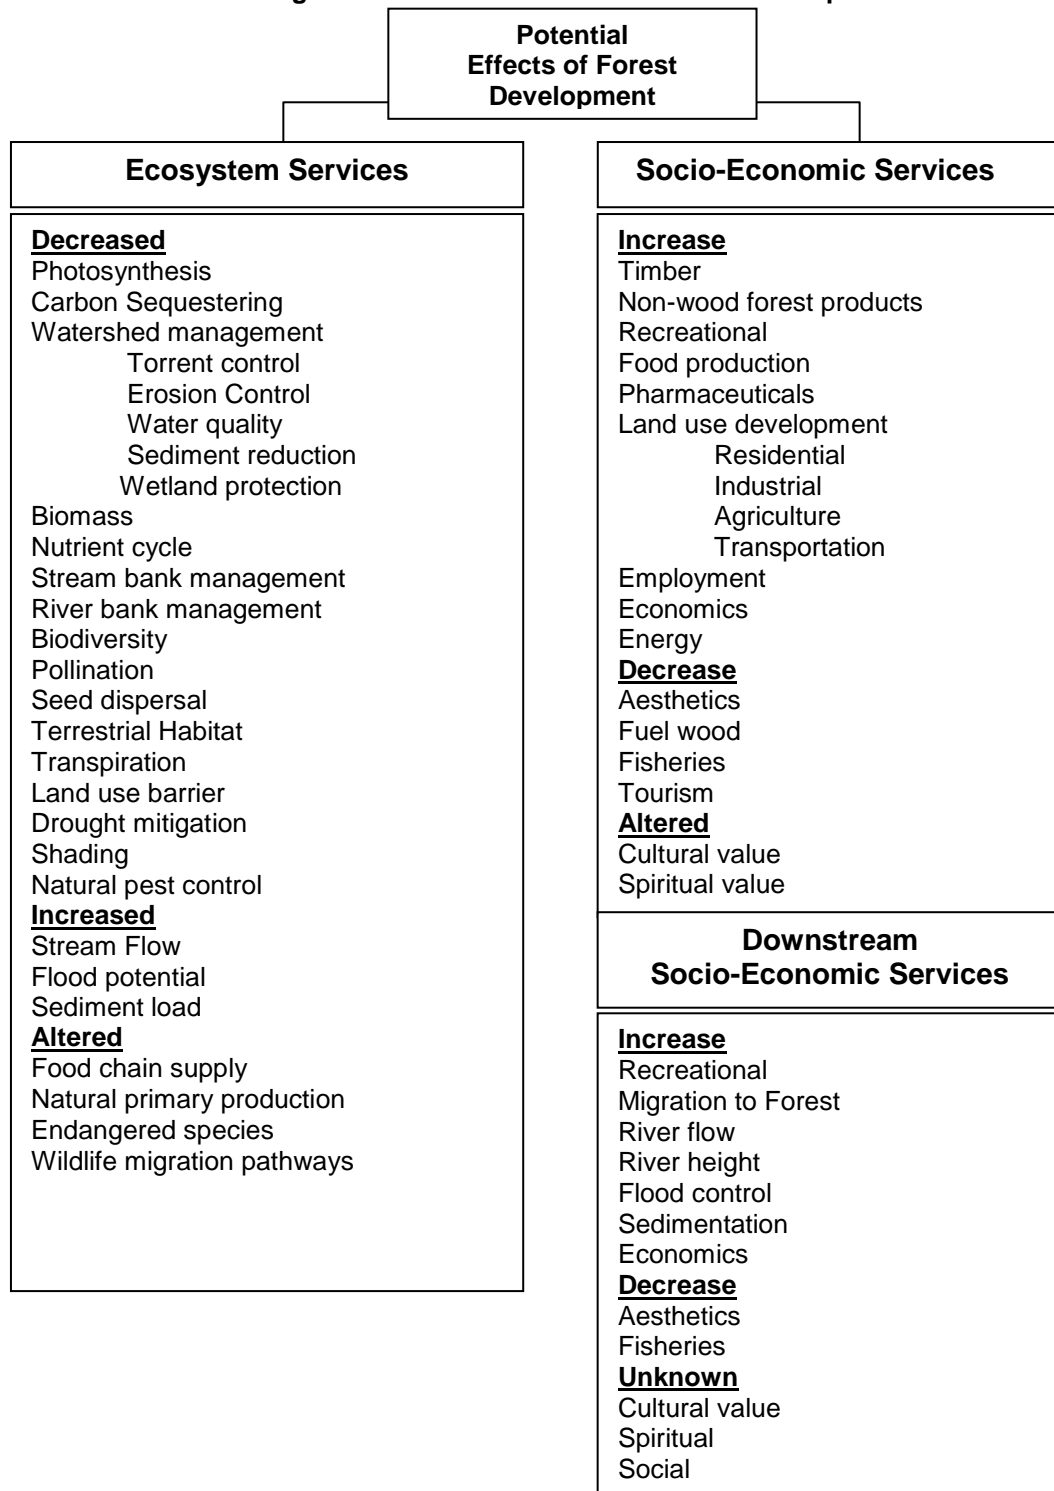 Potential
Effects of Forest
Development
Ecosystem Services
Decreased
Photosynthesis
Carbon Sequestering
Watershed management
Torrent control
Erosion Control
Water quality
Sediment reduction
Wetland protection
Biomass
Nutrient cycle
Stream bank management
River bank management
Biodiversity
Pollination
Seed dispersal
Terrestrial Habitat
Transpiration
Land use barrier
Drought mitigation
Shading
Natural pest control
Increased
Stream Flow
Flood potential
Sediment load
Altered
Food chain supply
Natural primary production
Endangered species
Wildlife migration pathways
Socio-Economic Services
Increase
Timber
Non-wood forest products
Recreational
Food production
Pharmaceuticals
Land use development
Residential
Industrial
Agriculture
Transportation
Employment
Economics
Energy
Decrease
Aesthetics
Fuel wood
Fisheries
Tourism
Altered
Cultural value
Spiritual value
Downstream
Socio-Economic Services
Increase
Recreational
Migration to Forest
River flow
River height
Flood control
Sedimentation
Economics
Decrease
Aesthetics
Fisheries
Unknown
Cultural value
Spiritual
Social